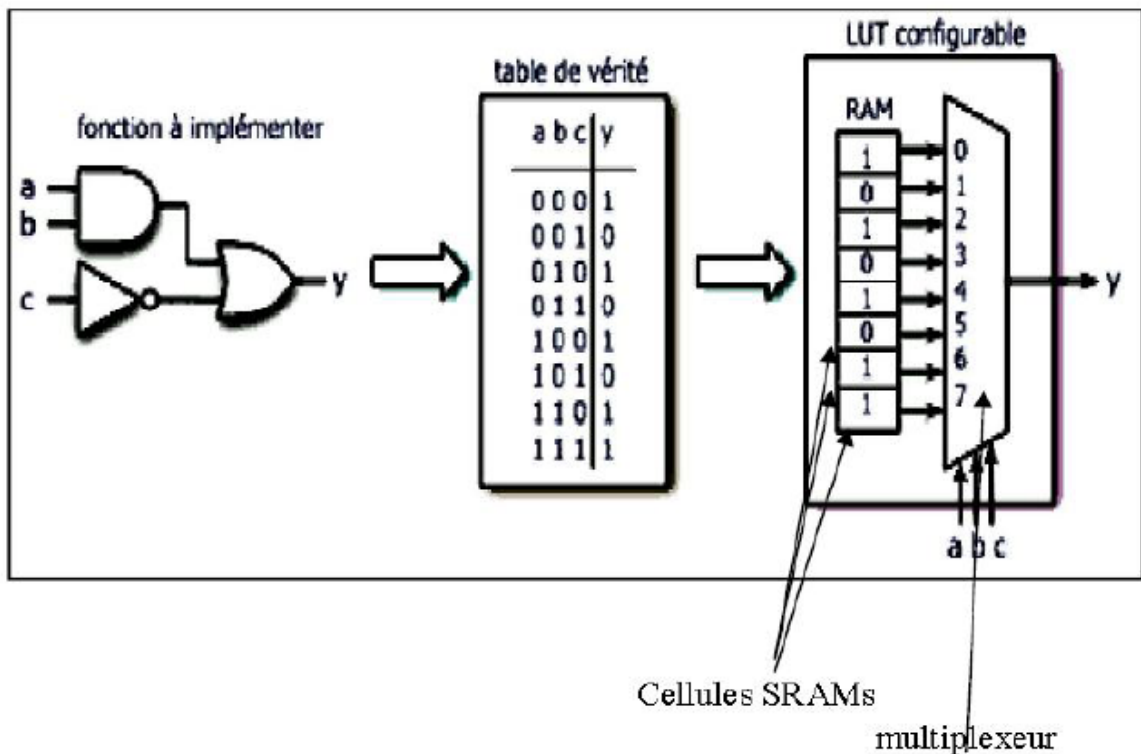 fonction à implémenter
a
b
c
y
table de vérité
a b c y
0 0 0 1
0 0 1 0
0 1 0 1
0 1 1 0
1 0 0 1
1 0 1 0
1 1 0 1
1 1 1 1
LUT configurable
RAM
1 0
0 1
1 2
0 3
1 4
0 5
1 6
1 7
y
a b c
Cellules SRAMs
multiplexeur